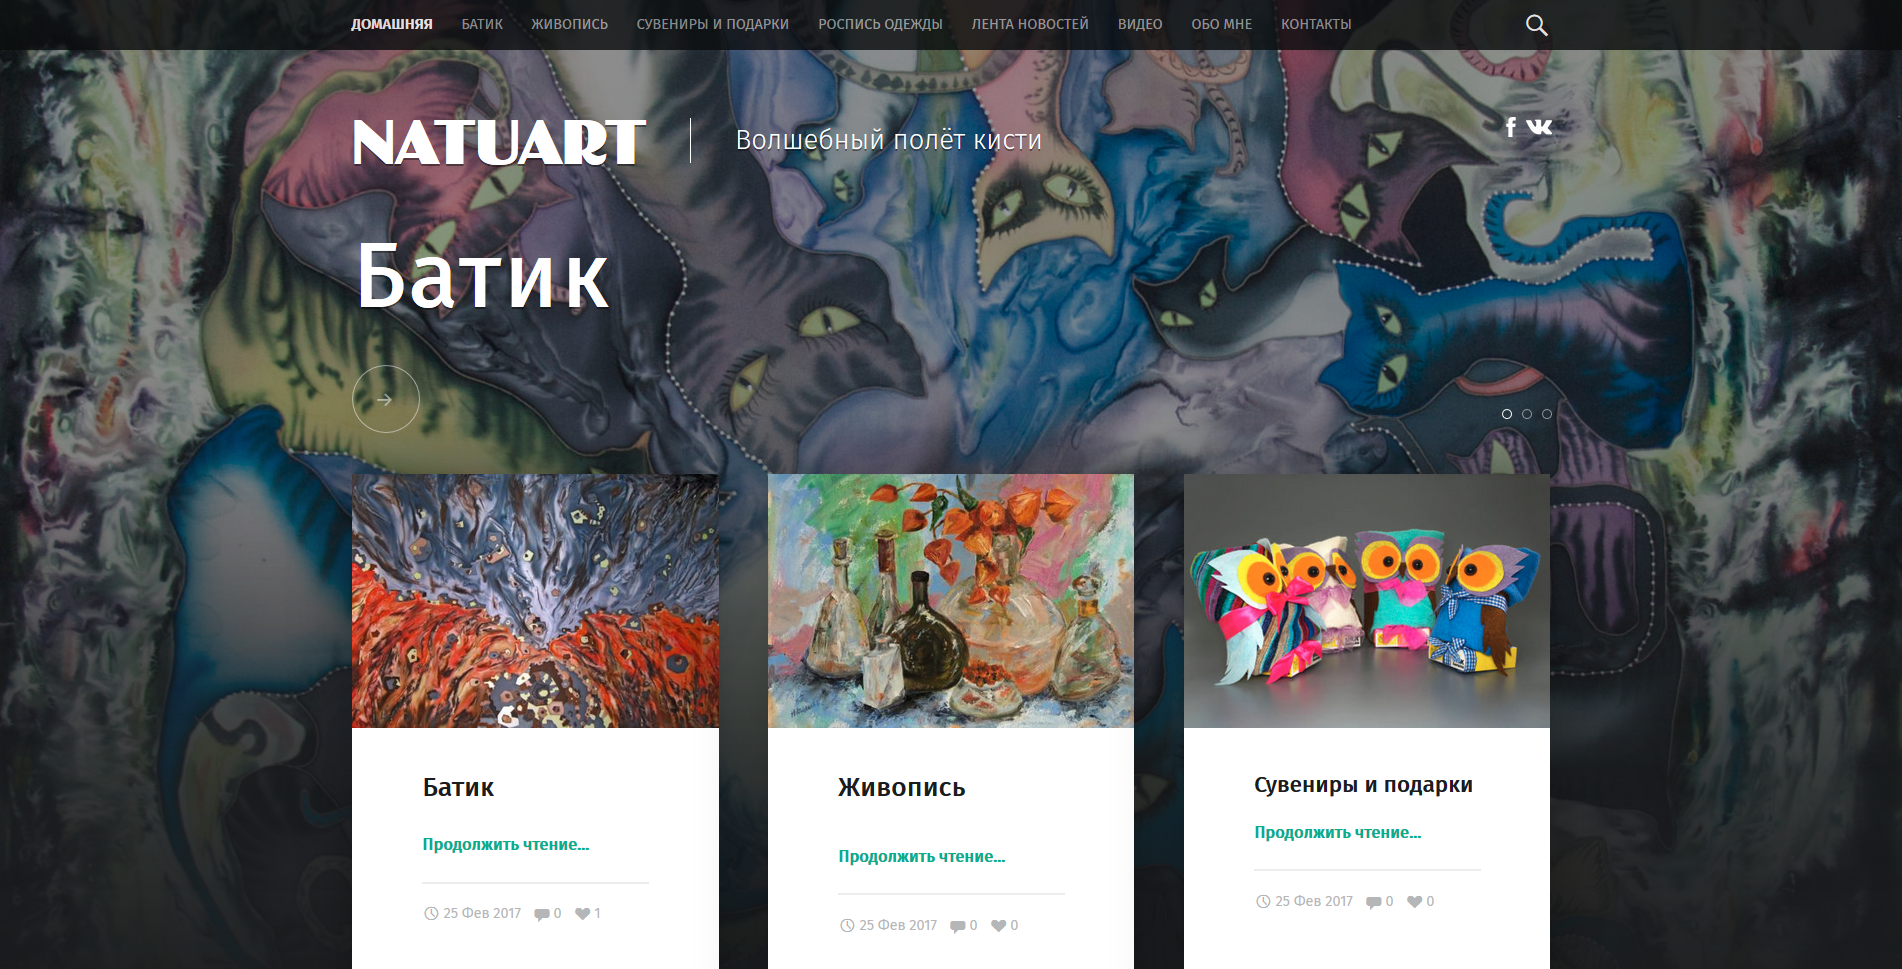 ДОМАШНЯЯ БАТИК ЖИВОПИСЬ СУВЕНИРЫ И ПОДАРКИ РОСПИСЬ ОДЕЖДЫ ЛЕНТА НОВОСТЕЙ ВИДЕО ОБО МНЕ КОНТАКТЫ
NATUART
Волшебный полёт кисти
Батик
Батик
Продолжить чтение...
25 Фев 2017 0 1
Живопись
Продолжить чтение...
25 Фев 2017 0 0
Сувениры и подарки
Продолжить чтение...
25 Фев 2017 0 0